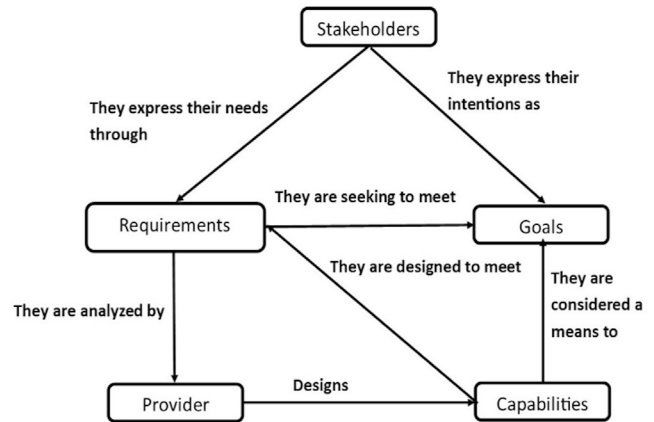 Stakeholders
They express their needs
through
They express their
intentions as
They are seeking to meet
Requirements
Goals
They are designed to meet
They are
considered a
means to
They are analyzed by
Designs
Provider
Capabilities